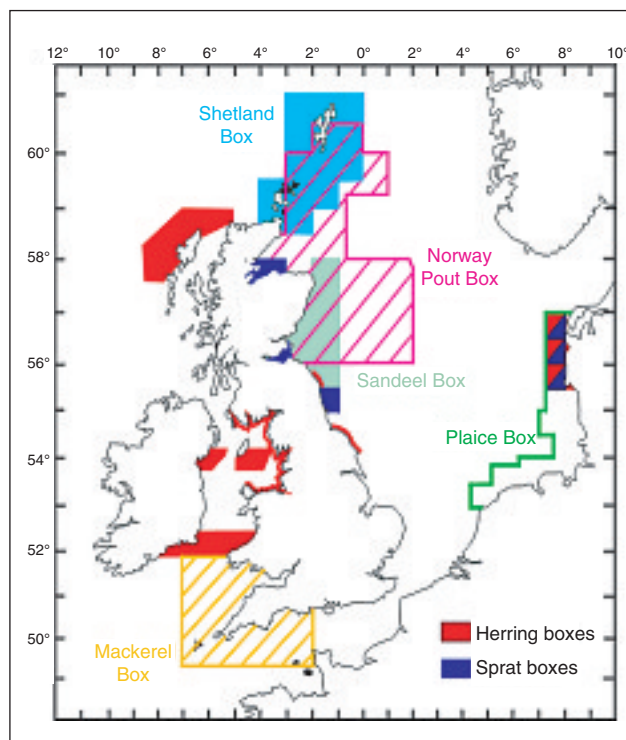 12° 10° 8° 6° 4° 2° 0° 2° 4° 6° 8° 10°
Shetland
Box
60°
58°
Norway
Pout Box
56°
Sandeel Box
Plaice Box
54°
52°
Mackerel
Box
50°
Herring boxes
Sprat boxes